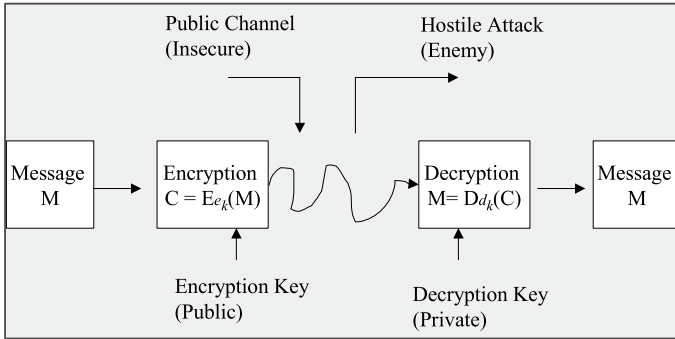 Public Channel
(Insecure)
Hostile Attack
(Enemy)
Message
M
Encryption
C = Eeₖ(M)
Decryption
M= Ddₖ(C)
Message
M
Encryption Key
(Public)
Decryption Key
(Private)